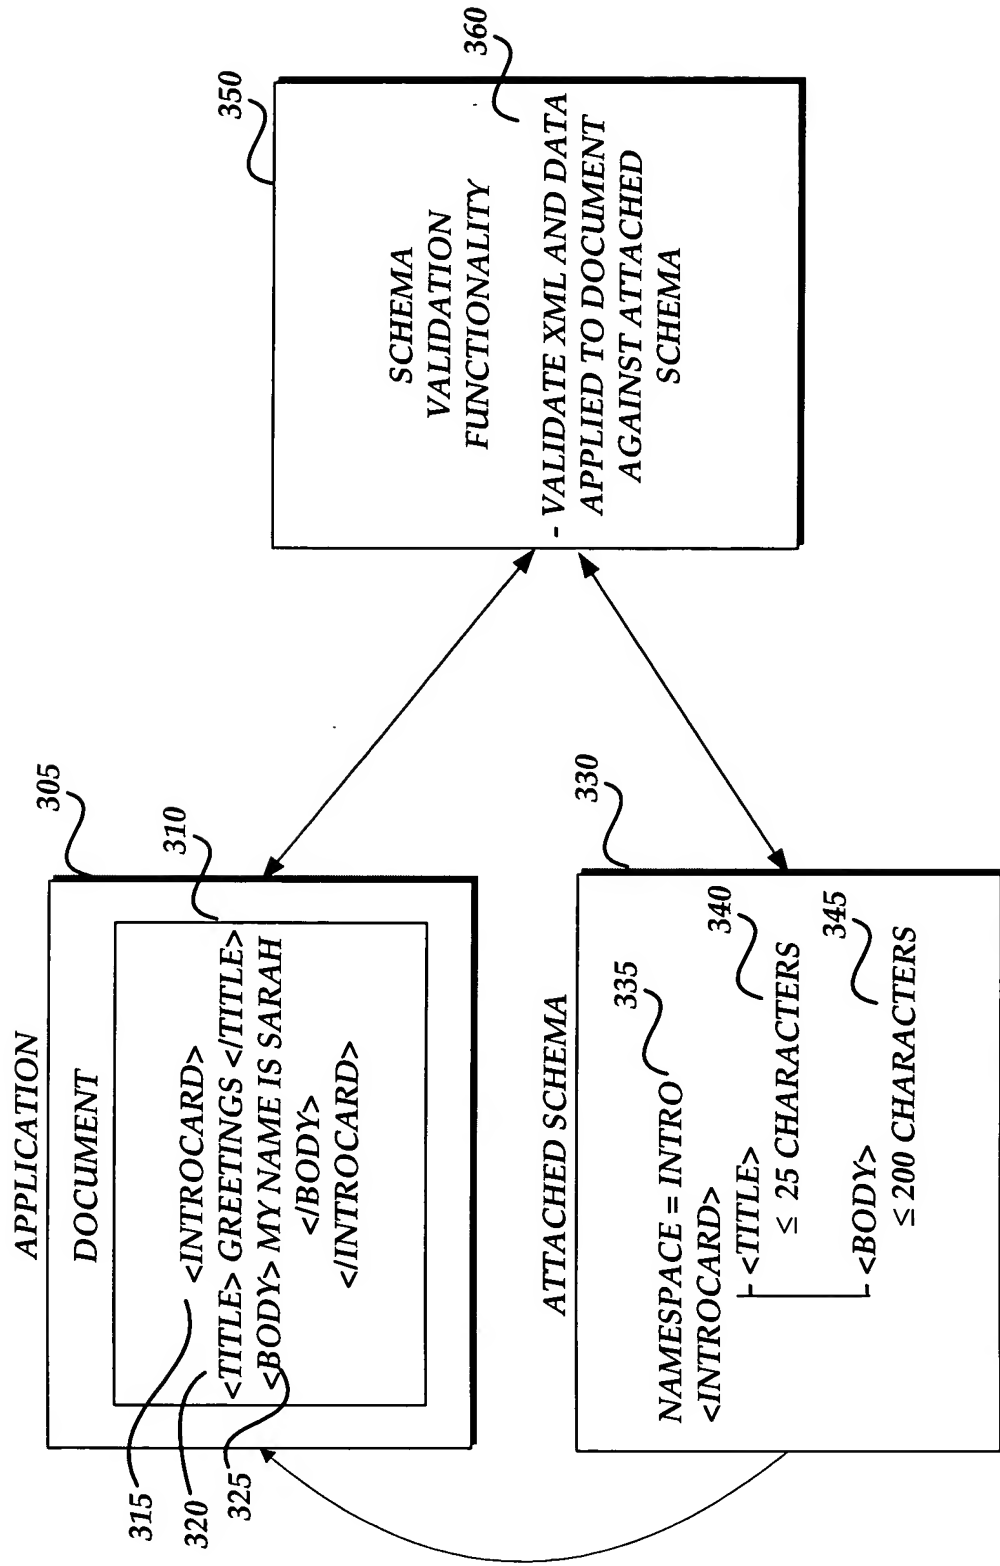 APPLICATION
305
DOCUMENT
310
315
<INTROCARD>
320
<TITLE> GREETINGS </TITLE>
325
<BODY> MY NAME IS SARAH
</BODY>
</INTROCARD>
ATTACHED SCHEMA
330
NAMESPACE = INTRO
335
<INTROCARD>
<TITLE>
340
≤ 25 CHARACTERS
<BODY>
345
≤ 200 CHARACTERS
350
SCHEMA
VALIDATION
FUNCTIONALITY
360
- VALIDATE XML AND DATA
APPLIED TO DOCUMENT
AGAINST ATTACHED
SCHEMA